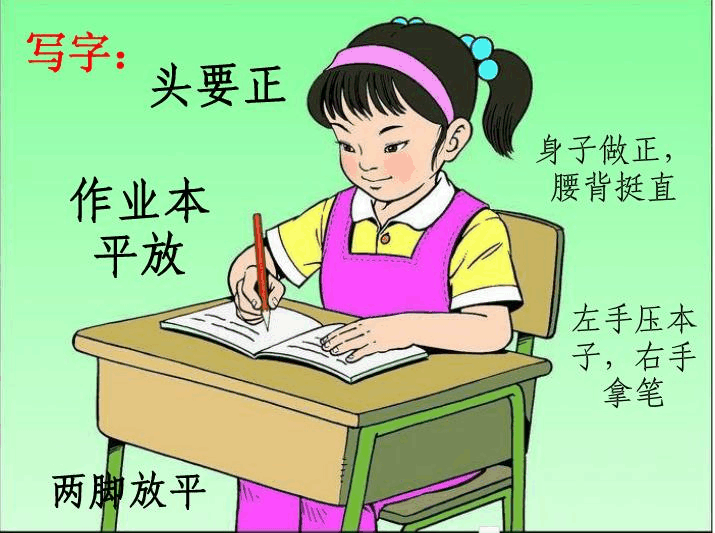 写字：
头要正
身子做正，
腰背挺直
作业本
平放
左手压本
子，右手
拿笔
两脚放平